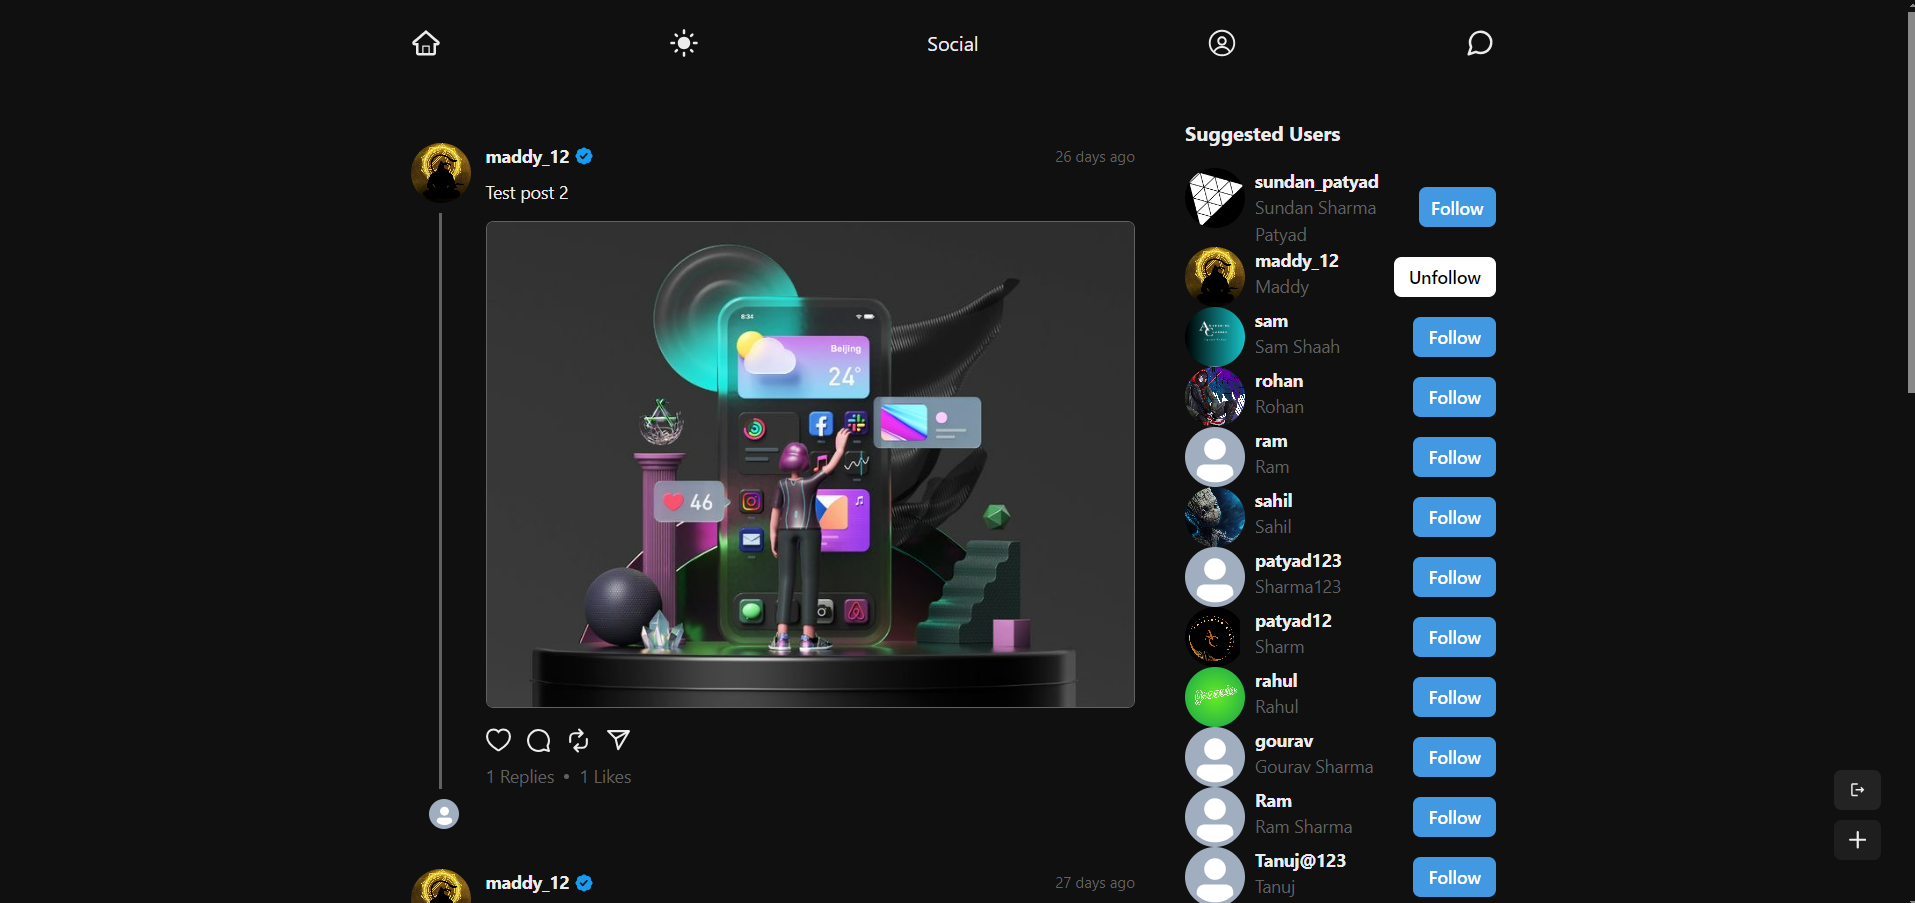 Social
maddy_12
26 days ago
Test post 2
8:34
Beijing
24°
46
1 Replies • 1 Likes
maddy_12
27 days ago
Suggested Users
sundan_patyad
Sundan Sharma
Patyad
Follow
maddy_12
Maddy
Unfollow
sam
Sam Shaah
Follow
rohan
Rohan
Follow
ram
Ram
Follow
sahil
Sahil
Follow
patyad123
Sharma123
Follow
patyad12
Sharm
Follow
rahul
Rahul
Follow
gourav
Gourav Sharma
Follow
Ram
Ram Sharma
Follow
Tanuj@123
Tanuj
Follow